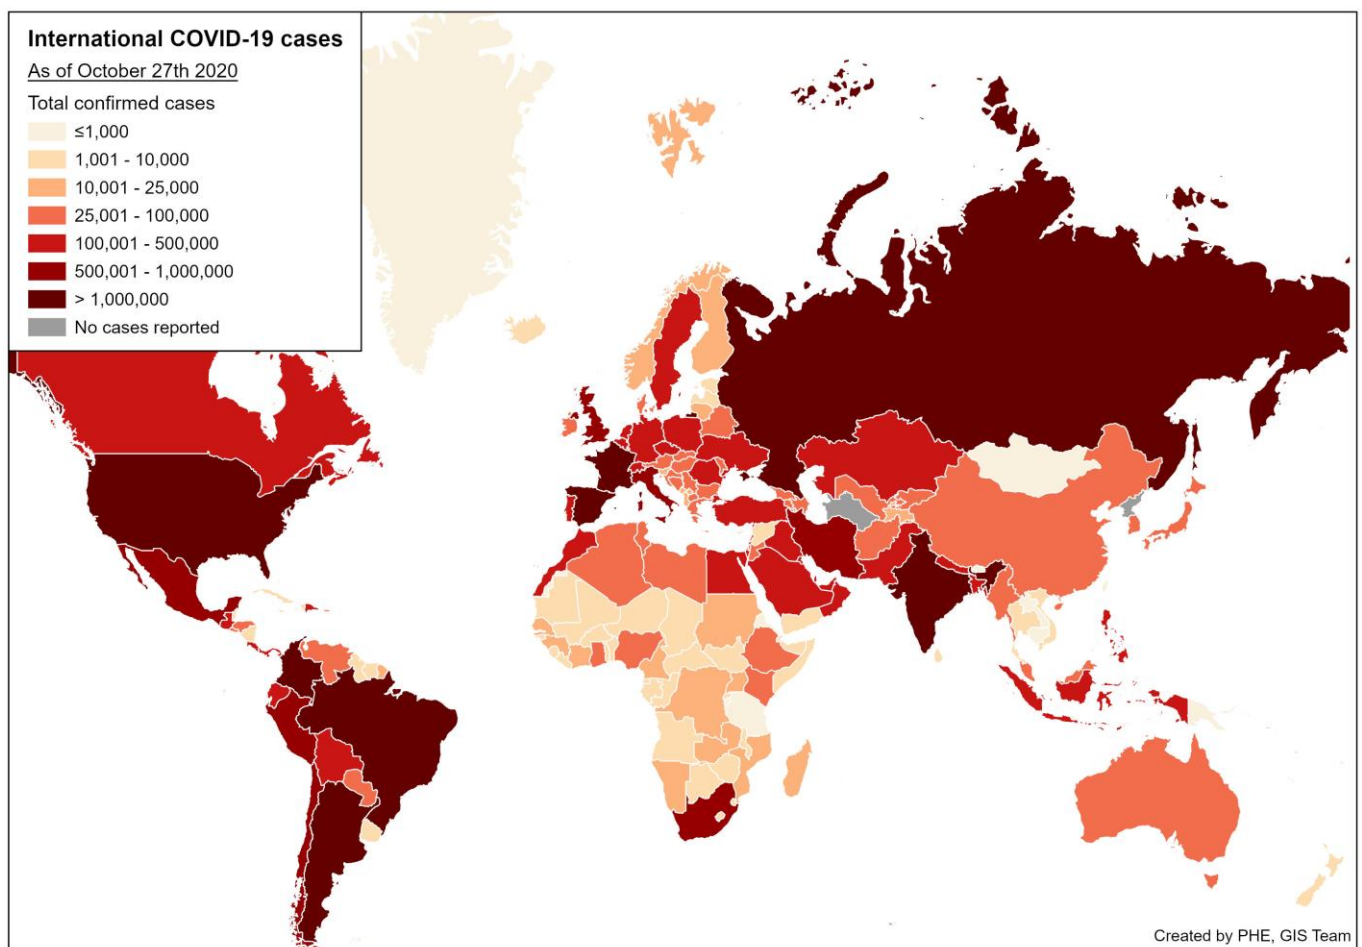 International COVID-19 cases
As of October 27th 2020
Total confirmed cases
≤1,000
1,001 - 10,000
10,001 - 25,000
25,001 - 100,000
100,001 - 500,000
500,001 - 1,000,000
> 1,000,000
No cases reported
Created by PHE, GIS Team